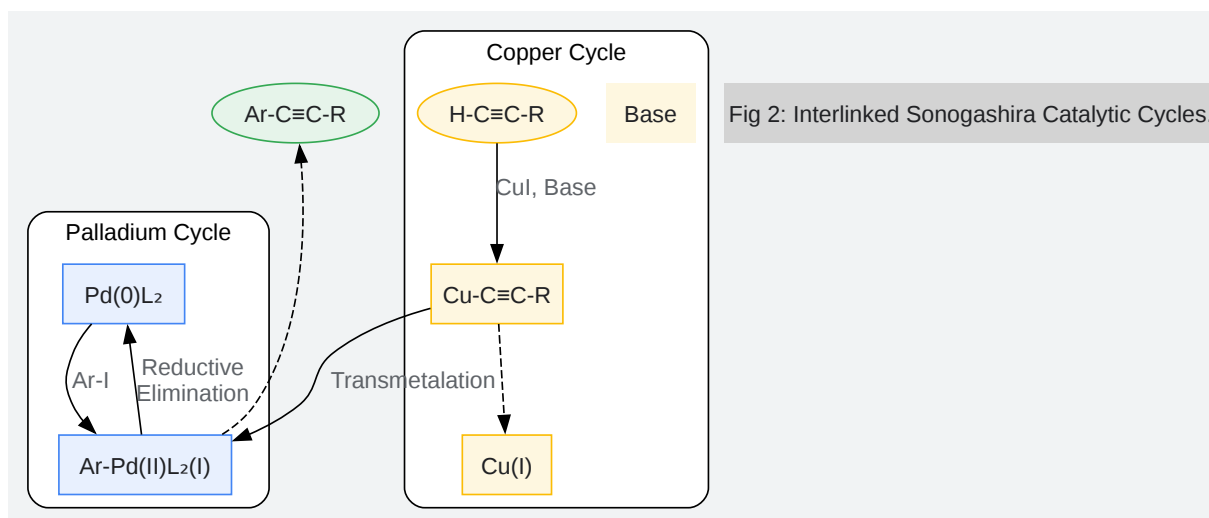 Copper Cycle
Ar-C≡C-R
H-C≡C-R
Base
Fig 2: Interlinked Sonogashira Catalytic Cycles.
CuI, Base
Palladium Cycle
Pd(0)L₂
Cu-C≡C-R
Ar-I
Reductive
Elimination
Transmetalation
Ar-Pd(II)L₂(I)
Cu(I)